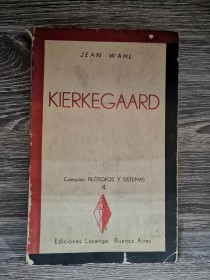 JEAN WAHL
KIERKEGAARD
Colección FILOSOFOS Y SISTEMAS
4
Ediciones Losange. Buenos Aires